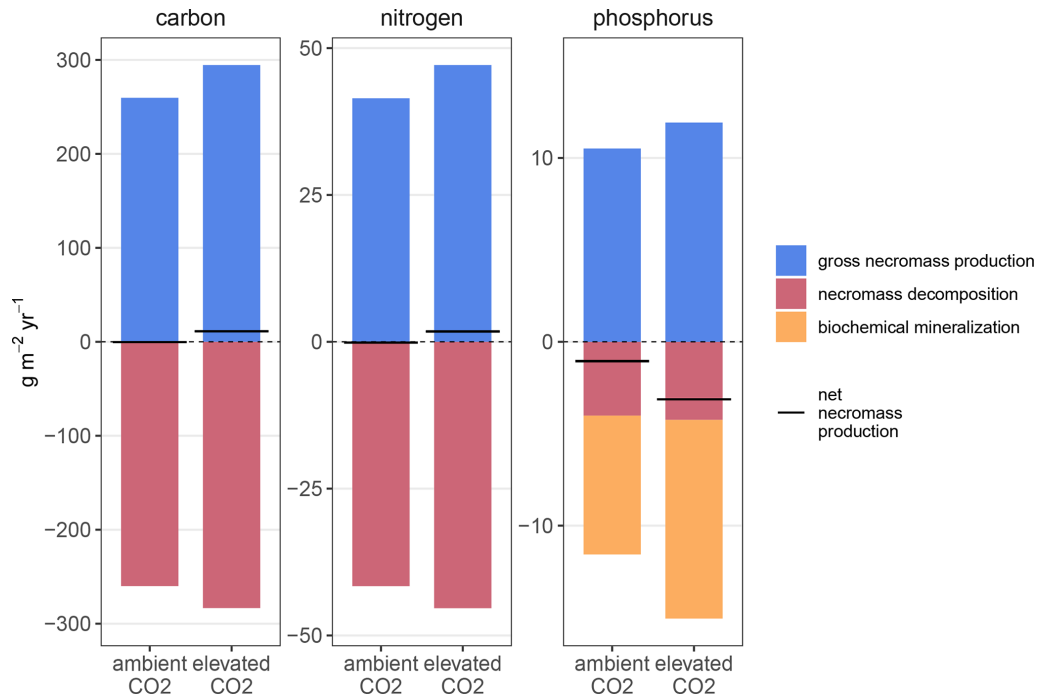 carbon
nitrogen
phosphorus
g m−2 yr−1
300
200
100
0
−100
−200
−300
50
25
0
−25
−50
10
0
−10
ambient CO2
elevated CO2
ambient CO2
elevated CO2
ambient CO2
elevated CO2
gross necromass production
necromass decomposition
biochemical mineralization
net
necromass
production